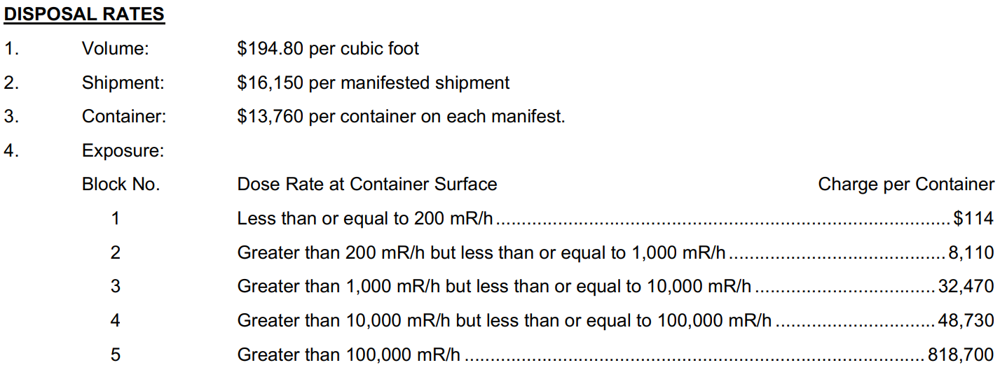 DISPOSAL RATES
1. Volume: $194.80 per cubic foot
2. Shipment: $16,150 per manifested shipment
3. Container: $13,760 per container on each manifest.
4. Exposure:
Block No. Dose Rate at Container Surface Charge per Container
1 Less than or equal to 200 mR/h........................................................................................ $114
2 Greater than 200 mR/h but less than or equal to 1,000 mR/h.......................................... 8,110
3 Greater than 1,000 mR/h but less than or equal to 10,000 mR/h ................................... 32,470
4 Greater than 10,000 mR/h but less than or equal to 100,000 mR/h ............................... 48,730
5 Greater than 100,000 mR/h ......................................................................................... 818,700